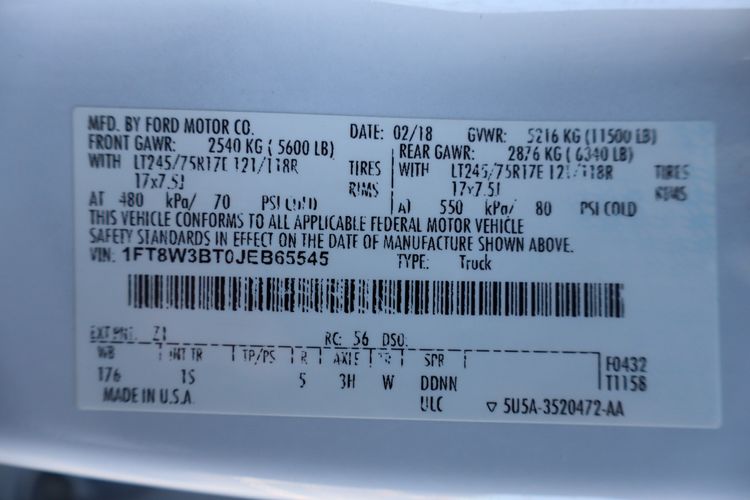 MFD. BY FORD MOTOR CO. DATE: 02/18 GVWR: 5216 KG (11500 LB)
FRONT GAWR: 2540 KG ( 5600 LB) REAR GAWR: 2876 KG ( 6340 LB)
WITH LT245/75R17E 121/118R TIRES WITH LT245/75R17E 121/118R TIRES
17x7.5J RIMS 17x7.5J RIMS
AT 480 kPa/ 70 PSI COLD AT 550 kPa/ 80 PSI COLD
THIS VEHICLE CONFORMS TO ALL APPLICABLE FEDERAL MOTOR VEHICLE
SAFETY STANDARDS IN EFFECT ON THE DATE OF MANUFACTURE SHOWN ABOVE.
VIN: 1FT8W3BT0JEB65545 TYPE: Truck
EXT PNT: Z1 RC: 56 DSO:
WB INT TR TP/PS R AXLE TR SPR F0432
176 1S 5 3H W DDNN T1158
MADE IN U.S.A. ULC ▽ 5U5A-3520472-AA